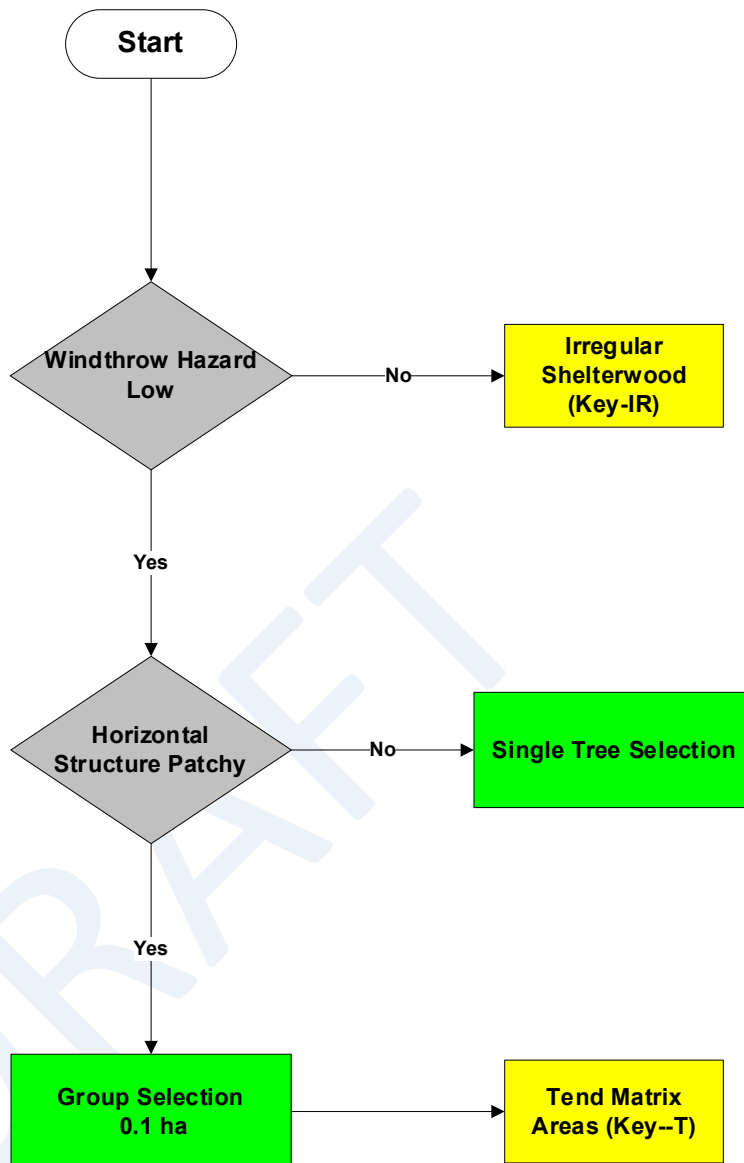 Start
Windthrow Hazard
Low
No
Irregular
Shelterwood
(Key-IR)
Yes
Horizontal
Structure Patchy
No
Single Tree Selection
Yes
Group Selection
0.1 ha
Tend Matrix
Areas (Key--T)
DRAFT